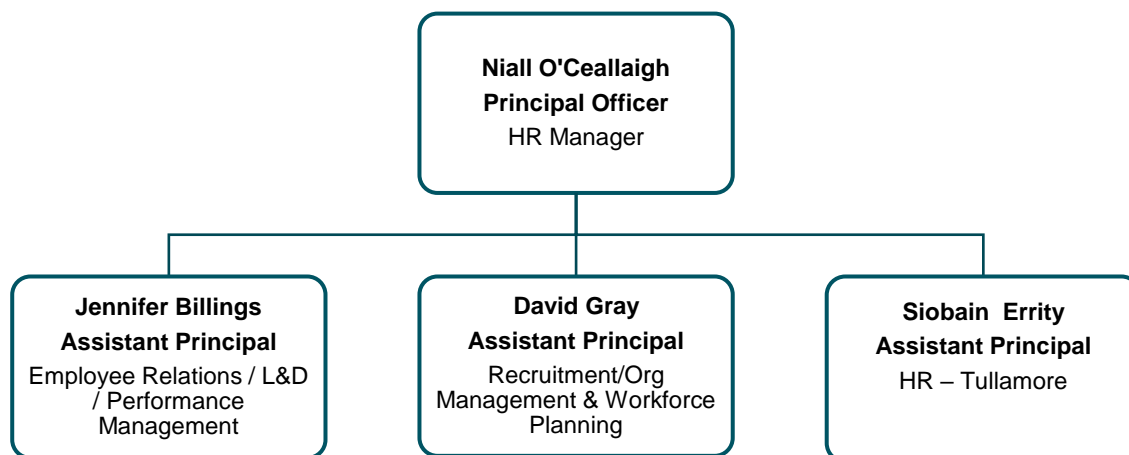 Niall O'Ceallaigh
Principal Officer
HR Manager
Jennifer Billings
Assistant Principal
Employee Relations / L&D
/ Performance
Management
David Gray
Assistant Principal
Recruitment/Org
Management & Workforce
Planning
Siobain  Errity
Assistant Principal
HR – Tullamore